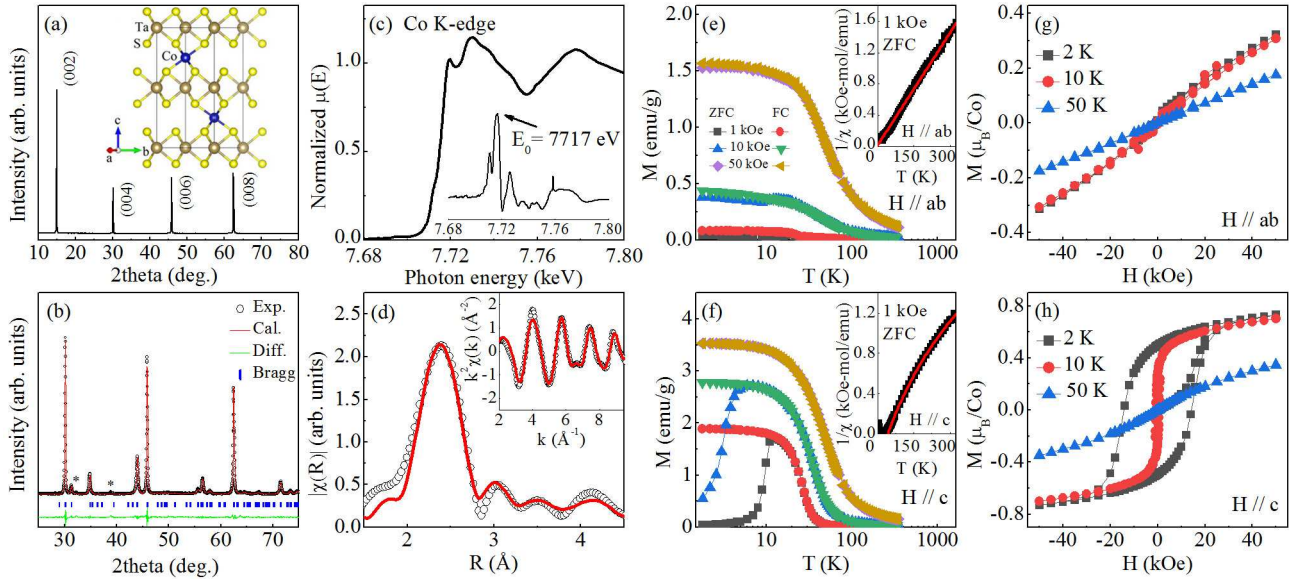 (a)
Ta
S
Co
c
a
b
(002)
(004)
(006)
(008)
Intensity (arb. units)
10 20 30 40 50 60 70 80
2theta (deg.)
(b)
Exp.
Cal.
Diff.
Bragg
*
*
Intensity (arb. units)
30 40 50 60 70
2theta (deg.)
(c) Co K-edge
Normalized μ(E)
1.0
0.5
0.0
E0= 7717 eV
7.68 7.72 7.76 7.80
7.68 7.72 7.76 7.80
Photon energy (keV)
(d)
|χ(R)| (arb. units)
2.5
2.0
1.5
1.0
0.5
0.0
k²χ(k) (Å⁻²)
2
1
0
-1
-2
2 4 6 8
k (Å⁻¹)
2 3 4
R (Å)
(e)
M (emu/g)
2.0
1.5
1.0
0.5
0.0
ZFC FC
1 kOe
10 kOe
50 kOe
H // ab
1/χ (kOe-mol/emu)
1.6
1.2
0.8
0.4
0.0
1 kOe
ZFC
H // ab
150 300
T (K)
10 100 1000
T (K)
(f)
M (emu/g)
5
4
3
2
1
0
H // c
1/χ (kOe-mol/emu)
1.2
0.8
0.4
0.0
1 kOe
ZFC
H // c
150 300
T (K)
10 100 1000
T (K)
(g)
M (μB/Co)
0.4
0.2
0.0
-0.2
-0.4
2 K
10 K
50 K
H // ab
-40 -20 0 20 40
H (kOe)
(h)
M (μB/Co)
0.8
0.4
0.0
-0.4
-0.8
2 K
10 K
50 K
H // c
-40 -20 0 20 40
H (kOe)